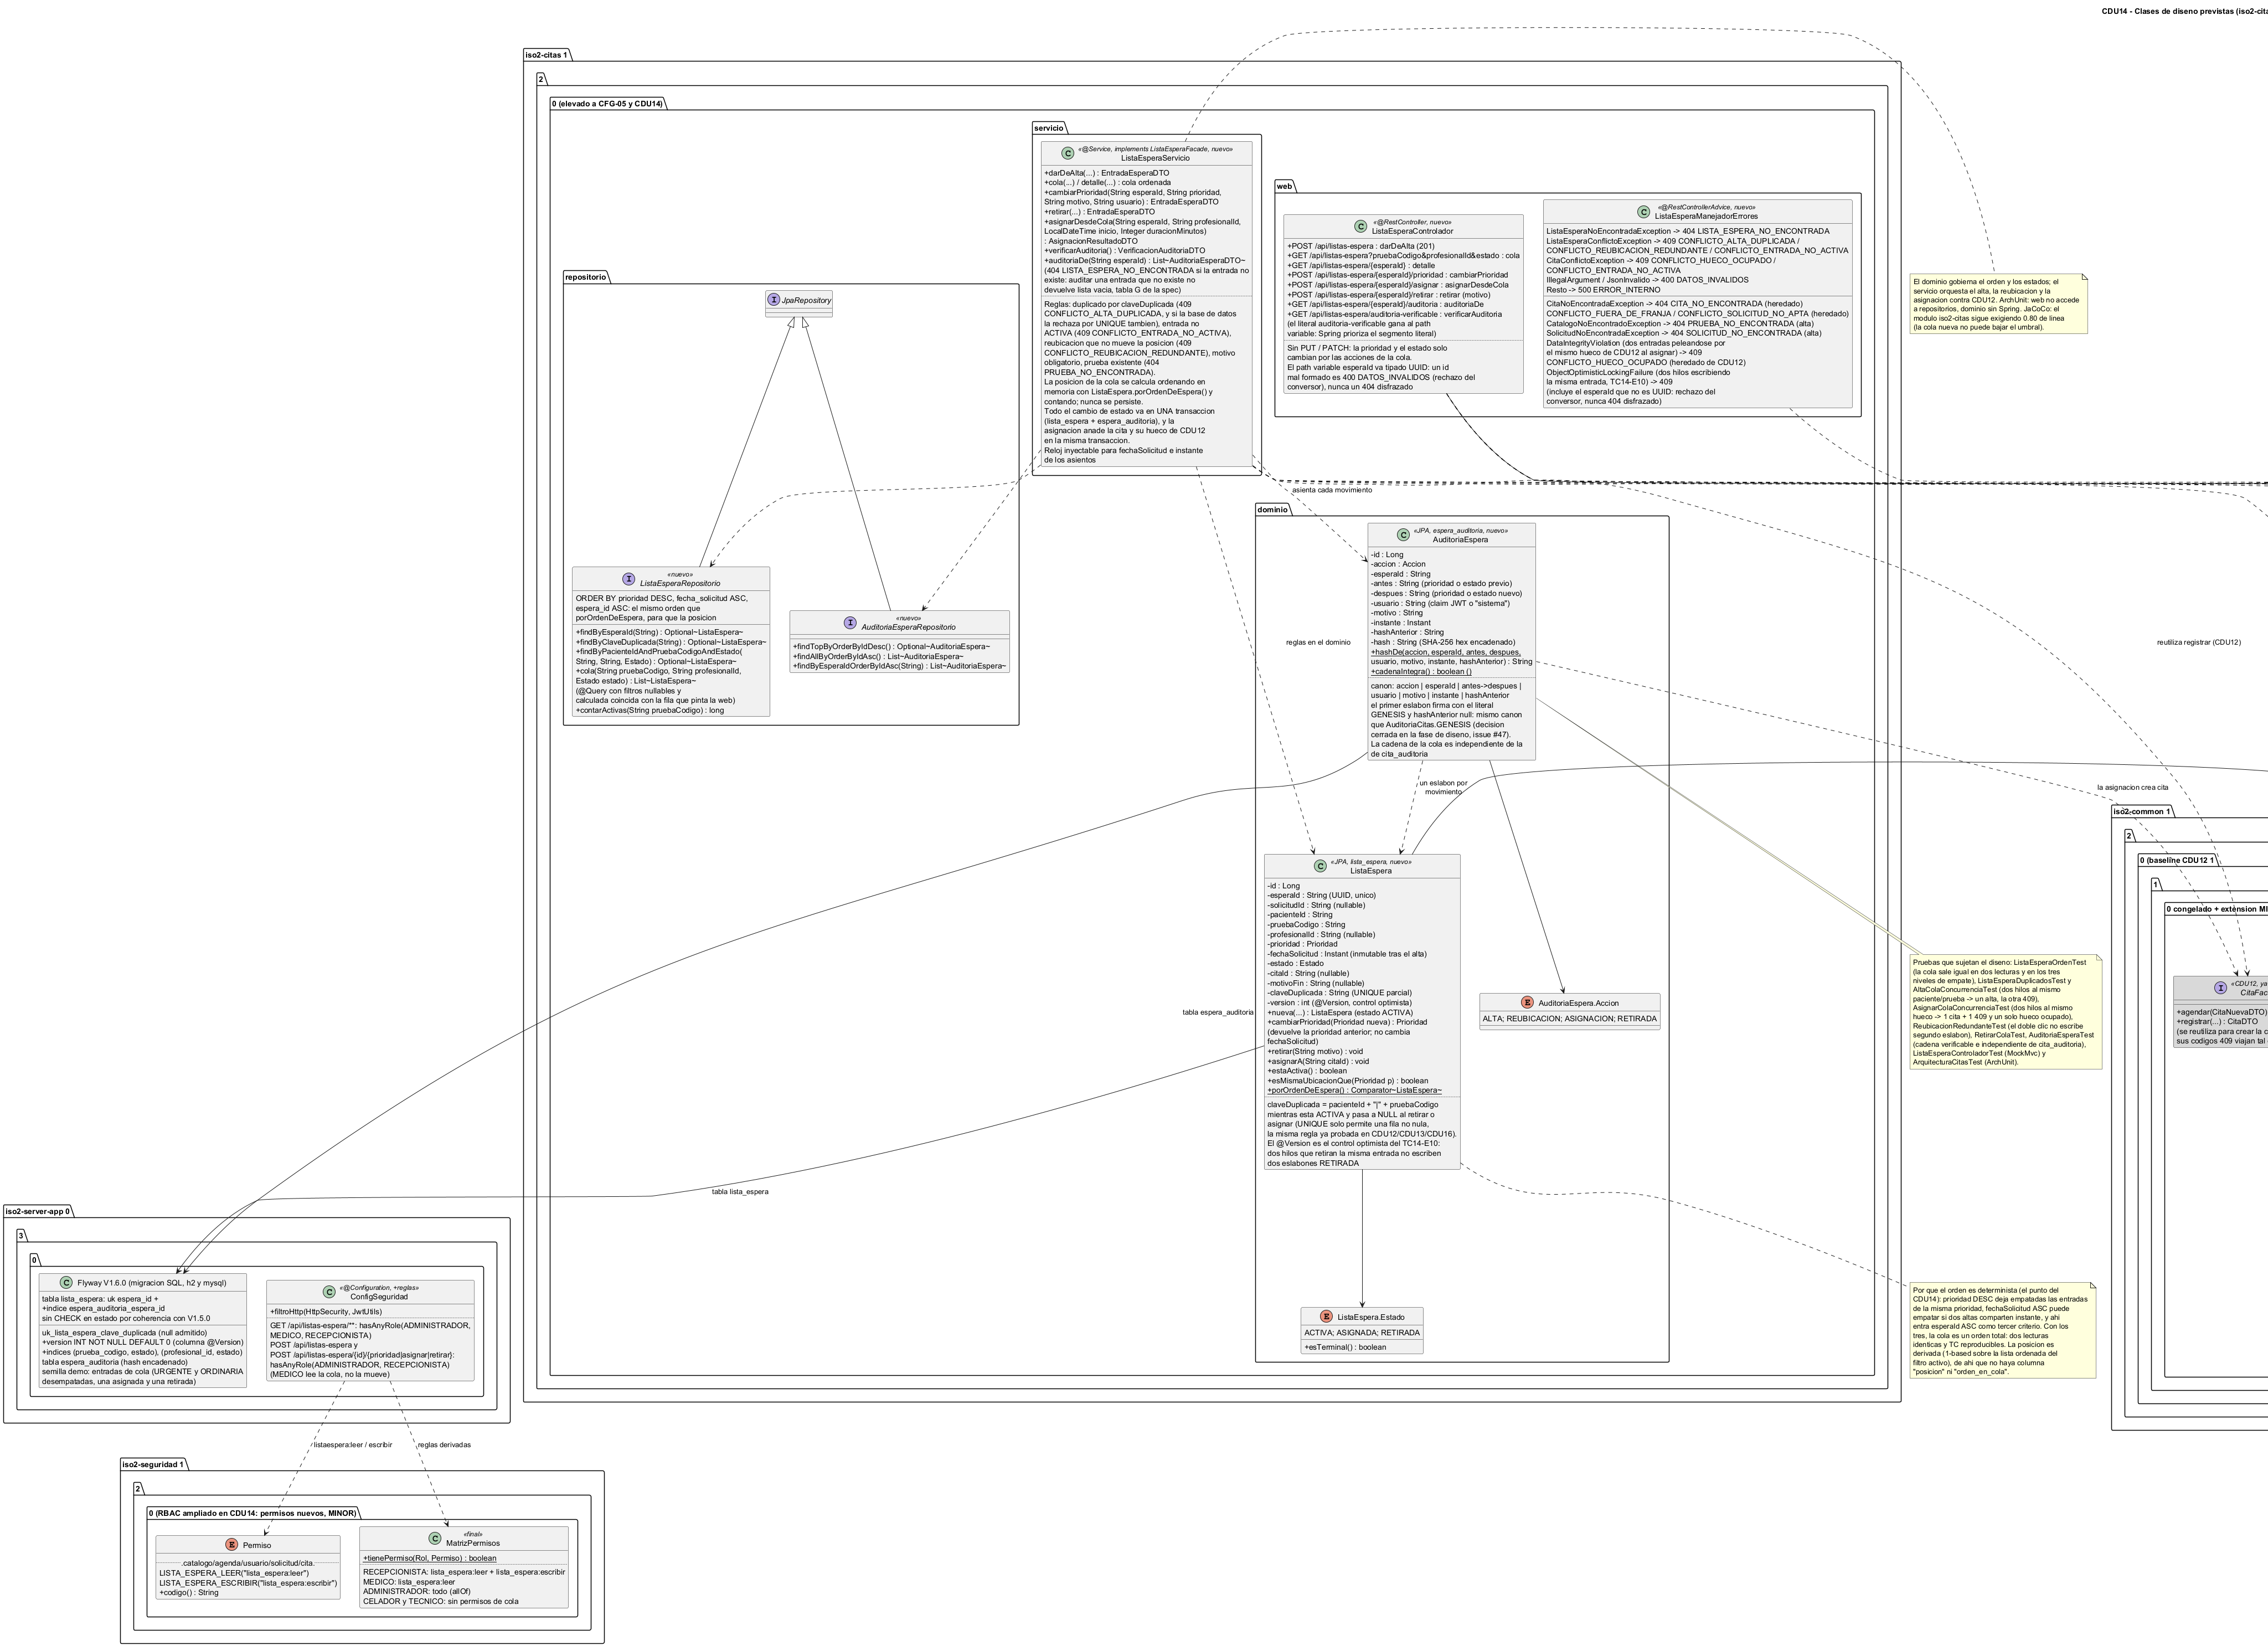 CDU14 - Clases de diseno previstas (iso2-cita
iso2-citas 1
2
0 (elevado a CFG-05 y CDU14)
servicio
«@Service, implements ListaEsperaFacade, nuevo»
C ListaEsperaServicio
+darDeAlta(...) : EntradaEsperaDTO
+cola(...) / detalle(...) : cola ordenada
+cambiarPrioridad(String esperaId, String prioridad,
String motivo, String usuario) : EntradaEsperaDTO
+retirar(...) : EntradaEsperaDTO
+asignarDesdeCola(String esperaId, String profesionalId,
LocalDateTime inicio, Integer duracionMinutos)
: AsignacionResultadoDTO
+verificarAuditoria() : VerificacionAuditoriaDTO
+auditoriaDe(String esperaId) : List~AuditoriaEsperaDTO~
(404 LISTA_ESPERA_NO_ENCONTRADA si la entrada no
existe: auditar una entrada que no existe no
devuelve lista vacia, tabla G de la spec)
Reglas: duplicado por claveDuplicada (409
CONFLICTO_ALTA_DUPLICADA, y si la base de datos
la rechaza por UNIQUE tambien), entrada no
ACTIVA (409 CONFLICTO_ENTRADA_NO_ACTIVA),
reubicacion que no mueve la posicion (409
CONFLICTO_REUBICACION_REDUNDANTE), motivo
obligatorio, prueba existente (404
PRUEBA_NO_ENCONTRADA).
La posicion de la cola se calcula ordenando en
memoria con ListaEspera.porOrdenDeEspera() y
contando; nunca se persiste.
Todo el cambio de estado va en UNA transaccion
(lista_espera + espera_auditoria), y la
asignacion anade la cita y su hueco de CDU12
en la misma transaccion.
Reloj inyectable para fechaSolicitud e instante
de los asientos
web
«@RestController, nuevo»
C ListaEsperaControlador
+POST /api/listas-espera : darDeAlta (201)
+GET /api/listas-espera?pruebaCodigo&profesionalId&estado : cola
+GET /api/listas-espera/{esperaId} : detalle
+POST /api/listas-espera/{esperaId}/prioridad : cambiarPrioridad
+POST /api/listas-espera/{esperaId}/asignar : asignarDesdeCola
+POST /api/listas-espera/{esperaId}/retirar : retirar (motivo)
+GET /api/listas-espera/{esperaId}/auditoria : auditoriaDe
+GET /api/listas-espera/auditoria-verificable : verificarAuditoria
(el literal auditoria-verificable gana al path
variable: Spring prioriza el segmento literal)
Sin PUT / PATCH: la prioridad y el estado solo
cambian por las acciones de la cola.
El path variable esperaId va tipado UUID: un id
mal formado es 400 DATOS_INVALIDOS (rechazo del
conversor), nunca un 404 disfrazado
«@RestControllerAdvice, nuevo»
C ListaEsperaManejadorErrores
ListaEsperaNoEncontradaException -> 404 LISTA_ESPERA_NO_ENCONTRADA
ListaEsperaConflictoException -> 409 CONFLICTO_ALTA_DUPLICADA /
CONFLICTO_REUBICACION_REDUNDANTE / CONFLICTO_ENTRADA_NO_ACTIVA
CitaConflictoException -> 409 CONFLICTO_HUECO_OCUPADO /
CONFLICTO_ENTRADA_NO_ACTIVA
IllegalArgument / JsonInvalido -> 400 DATOS_INVALIDOS
Resto -> 500 ERROR_INTERNO
CitaNoEncontradaException -> 404 CITA_NO_ENCONTRADA (heredado)
CONFLICTO_FUERA_DE_FRANJA / CONFLICTO_SOLICITUD_NO_APTA (heredado)
CatalogoNoEncontradoException -> 404 PRUEBA_NO_ENCONTRADA (alta)
SolicitudNoEncontradaException -> 404 SOLICITUD_NO_ENCONTRADA (alta)
DataIntegrityViolation (dos entradas peleandose por
el mismo hueco de CDU12 al asignar) -> 409
CONFLICTO_HUECO_OCUPADO (heredado de CDU12)
ObjectOptimisticLockingFailure (dos hilos escribiendo
la misma entrada, TC14-E10) -> 409
(incluye el esperaId que no es UUID: rechazo del
conversor, nunca 404 disfrazado)
El dominio gobierna el orden y los estados; el
servicio orquesta el alta, la reubicacion y la
asignacion contra CDU12. ArchUnit: web no accede
a repositorios, dominio sin Spring. JaCoCo: el
modulo iso2-citas sigue exigiendo 0.80 de linea
(la cola nueva no puede bajar el umbral).
repositorio
I JpaRepository
«nuevo»
I ListaEsperaRepositorio
ORDER BY prioridad DESC, fecha_solicitud ASC,
espera_id ASC: el mismo orden que
porOrdenDeEspera, para que la posicion
+findByEsperaId(String) : Optional~ListaEspera~
+findByClaveDuplicada(String) : Optional~ListaEspera~
+findByPacienteIdAndPruebaCodigoAndEstado(
String, String, Estado) : Optional~ListaEspera~
+cola(String pruebaCodigo, String profesionalId,
Estado estado) : List~ListaEspera~
(@Query con filtros nullables y
calculada coincida con la fila que pinta la web)
+contarActivas(String pruebaCodigo) : long
«nuevo»
I AuditoriaEsperaRepositorio
+findTopByOrderByIdDesc() : Optional~AuditoriaEspera~
+findAllByOrderByIdAsc() : List~AuditoriaEspera~
+findByEsperaIdOrderByIdAsc(String) : List~AuditoriaEspera~
asienta cada movimiento
reglas en el dominio
reutiliza registrar (CDU12)
dominio
«JPA, espera_auditoria, nuevo»
C AuditoriaEspera
-id : Long
-accion : Accion
-esperaId : String
-antes : String (prioridad o estado previo)
-despues : String (prioridad o estado nuevo)
-usuario : String (claim JWT o "sistema")
-motivo : String
-instante : Instant
-hashAnterior : String
-hash : String (SHA-256 hex encadenado)
+hashDe(accion, esperaId, antes, despues,
usuario, motivo, instante, hashAnterior) : String
+cadenaIntegra() : boolean ()
canon: accion | esperaId | antes->despues |
usuario | motivo | instante | hashAnterior
el primer eslabon firma con el literal
GENESIS y hashAnterior null: mismo canon
que AuditoriaCitas.GENESIS (decision
cerrada en la fase de diseno, issue #47).
La cadena de la cola es independiente de la
de cita_auditoria
un eslabon por
movimiento
la asignacion crea cita
«JPA, lista_espera, nuevo»
C ListaEspera
-id : Long
-esperaId : String (UUID, unico)
-solicitudId : String (nullable)
-pacienteId : String
-pruebaCodigo : String
-profesionalId : String (nullable)
-prioridad : Prioridad
-fechaSolicitud : Instant (inmutable tras el alta)
-estado : Estado
-citaId : String (nullable)
-motivoFin : String (nullable)
-claveDuplicada : String (UNIQUE parcial)
-version : int (@Version, control optimista)
+nueva(...) : ListaEspera (estado ACTIVA)
+cambiarPrioridad(Prioridad nueva) : Prioridad
(devuelve la prioridad anterior; no cambia
fechaSolicitud)
+retirar(String motivo) : void
+asignarA(String citaId) : void
+estaActiva() : boolean
+esMismaUbicacionQue(Prioridad p) : boolean
+porOrdenDeEspera() : Comparator~ListaEspera~
claveDuplicada = pacienteId + "|" + pruebaCodigo
mientras esta ACTIVA y pasa a NULL al retirar o
asignar (UNIQUE solo permite una fila no nula,
la misma regla ya probada en CDU12/CDU13/CDU16).
El @Version es el control optimista del TC14-E10:
dos hilos que retiran la misma entrada no escriben
dos eslabones RETIRADA
E AuditoriaEspera.Accion
ALTA; REUBICACION; ASIGNACION; RETIRADA
E ListaEspera.Estado
ACTIVA; ASIGNADA; RETIRADA
+esTerminal() : boolean
tabla espera_auditoria
tabla lista_espera
Pruebas que sujetan el diseno: ListaEsperaOrdenTest
(la cola sale igual en dos lecturas y en los tres
niveles de empate), ListaEsperaDuplicadosTest y
AltaColaConcurrenciaTest (dos hilos al mismo
paciente/prueba -> un alta, la otra 409),
AsignarColaConcurrenciaTest (dos hilos al mismo
hueco -> 1 cita + 1 409 y un solo hueco ocupado),
ReubicacionRedundanteTest (el doble clic no escribe
segundo eslabon), RetirarColaTest, AuditoriaEsperaTest
(cadena verificable e independiente de cita_auditoria),
ListaEsperaControladorTest (MockMvc) y
ArquitecturaCitasTest (ArchUnit).
Por que el orden es determinista (el punto del
CDU14): prioridad DESC deja empatadas las entradas
de la misma prioridad, fechaSolicitud ASC puede
empatar si dos altas comparten instante, y ahi
entra esperaId ASC como tercer criterio. Con los
tres, la cola es un orden total: dos lecturas
identicas y TC reproducibles. La posicion es
derivada (1-based sobre la lista ordenada del
filtro activo), de ahi que no haya columna
"posicion" ni "orden_en_cola".
iso2-common 1
2
0 (baseline CDU12 1
1
0 congelado + extension MI
«CDU12, ya
I CitaFac
+agendar(CitaNuevaDTO)
+registrar(...) : CitaDTO
(se reutiliza para crear la c
sus codigos 409 viajan tal
iso2-server-app 0
3
0
C Flyway V1.6.0 (migracion SQL, h2 y mysql)
tabla lista_espera: uk espera_id +
+indice espera_auditoria_espera_id
sin CHECK en estado por coherencia con V1.5.0
uk_lista_espera_clave_duplicada (null admitido)
+version INT NOT NULL DEFAULT 0 (columna @Version)
+indices (prueba_codigo, estado), (profesional_id, estado)
tabla espera_auditoria (hash encadenado)
semilla demo: entradas de cola (URGENTE y ORDINARIA
desempatadas, una asignada y una retirada)
«@Configuration, +reglas»
C ConfigSeguridad
+filtroHttp(HttpSecurity, JwtUtils)
GET /api/listas-espera/**: hasAnyRole(ADMINISTRADOR,
MEDICO, RECEPCIONISTA)
POST /api/listas-espera y
POST /api/listas-espera/{id}/{prioridad|asignar|retirar}:
hasAnyRole(ADMINISTRADOR, RECEPCIONISTA)
(MEDICO lee la cola, no la mueve)
listaespera:leer / escribir
reglas derivadas
iso2-seguridad 1
2
0 (RBAC ampliado en CDU14: permisos nuevos, MINOR)
E Permiso
.catalogo/agenda/usuario/solicitud/cita.
LISTA_ESPERA_LEER("lista_espera:leer")
LISTA_ESPERA_ESCRIBIR("lista_espera:escribir")
+codigo() : String
«final»
C MatrizPermisos
+tienePermiso(Rol, Permiso) : boolean
RECEPCIONISTA: lista_espera:leer + lista_espera:escribir
MEDICO: lista_espera:leer
ADMINISTRADOR: todo (allOf)
CELADOR y TECNICO: sin permisos de cola